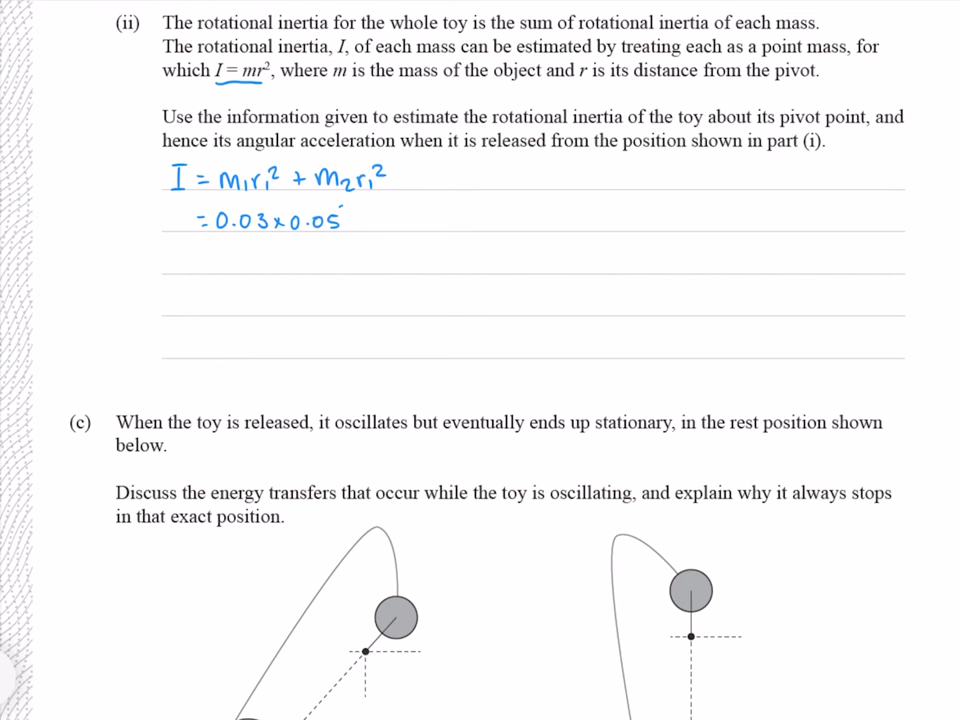 (ii) The rotational inertia for the whole toy is the sum of rotational inertia of each mass.
The rotational inertia, I, of each mass can be estimated by treating each as a point mass, for
which I = mr², where m is the mass of the object and r is its distance from the pivot.
Use the information given to estimate the rotational inertia of the toy about its pivot point, and
hence its angular acceleration when it is released from the position shown in part (i).
I = m₁r₁² + m₂r₁²
= 0.03 × 0.05
(c) When the toy is released, it oscillates but eventually ends up stationary, in the rest position shown
below.
Discuss the energy transfers that occur while the toy is oscillating, and explain why it always stops
in that exact position.